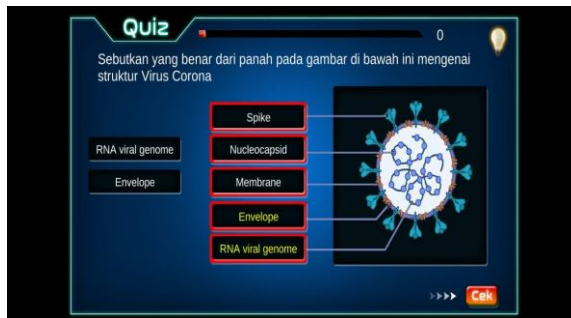 Quiz
0
Sebutkan yang benar dari panah pada gambar di bawah ini mengenai
struktur Virus Corona
Spike
RNA viral genome
Nucleocapsid
Envelope
Membrane
Envelope
RNA viral genome
Cek